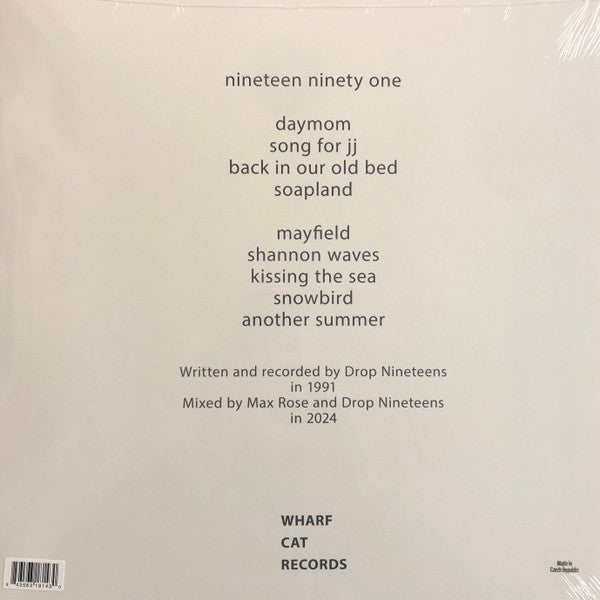 nineteen ninety one
daymom
song for jj
back in our old bed
soapland
mayfield
shannon waves
kissing the sea
snowbird
another summer
Written and recorded by Drop Nineteens
in 1991
Mixed by Max Rose and Drop Nineteens
in 2024
WHARF
CAT
RECORDS
Made in
Czech Republic